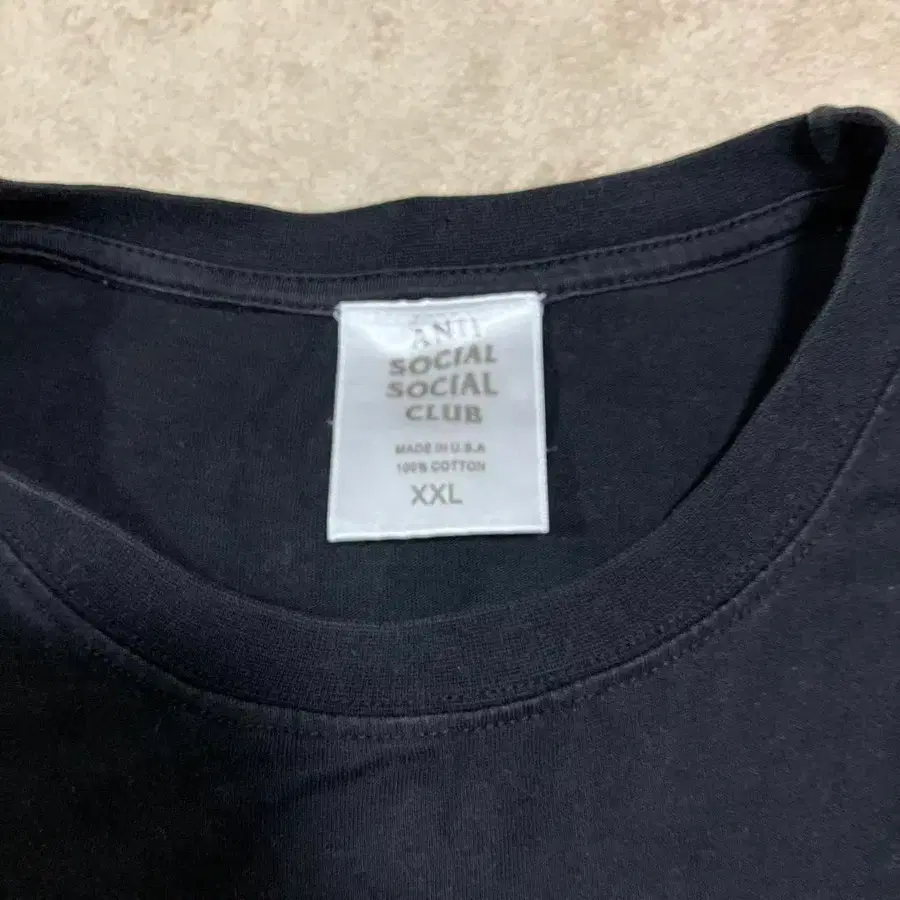 ANTI
SOCIAL
SOCIAL
CLUB
MADE IN U.S.A
100% COTTON
XXL